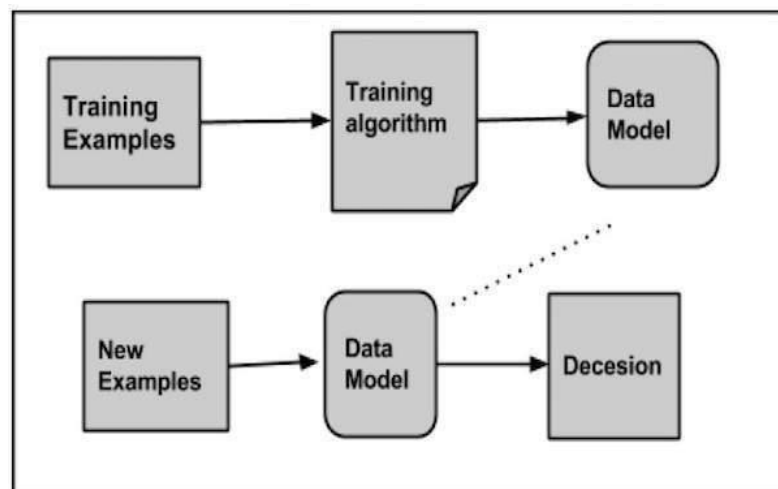 Training
Examples
Training
algorithm
Data
Model
New
Examples
Data
Model
Decesion